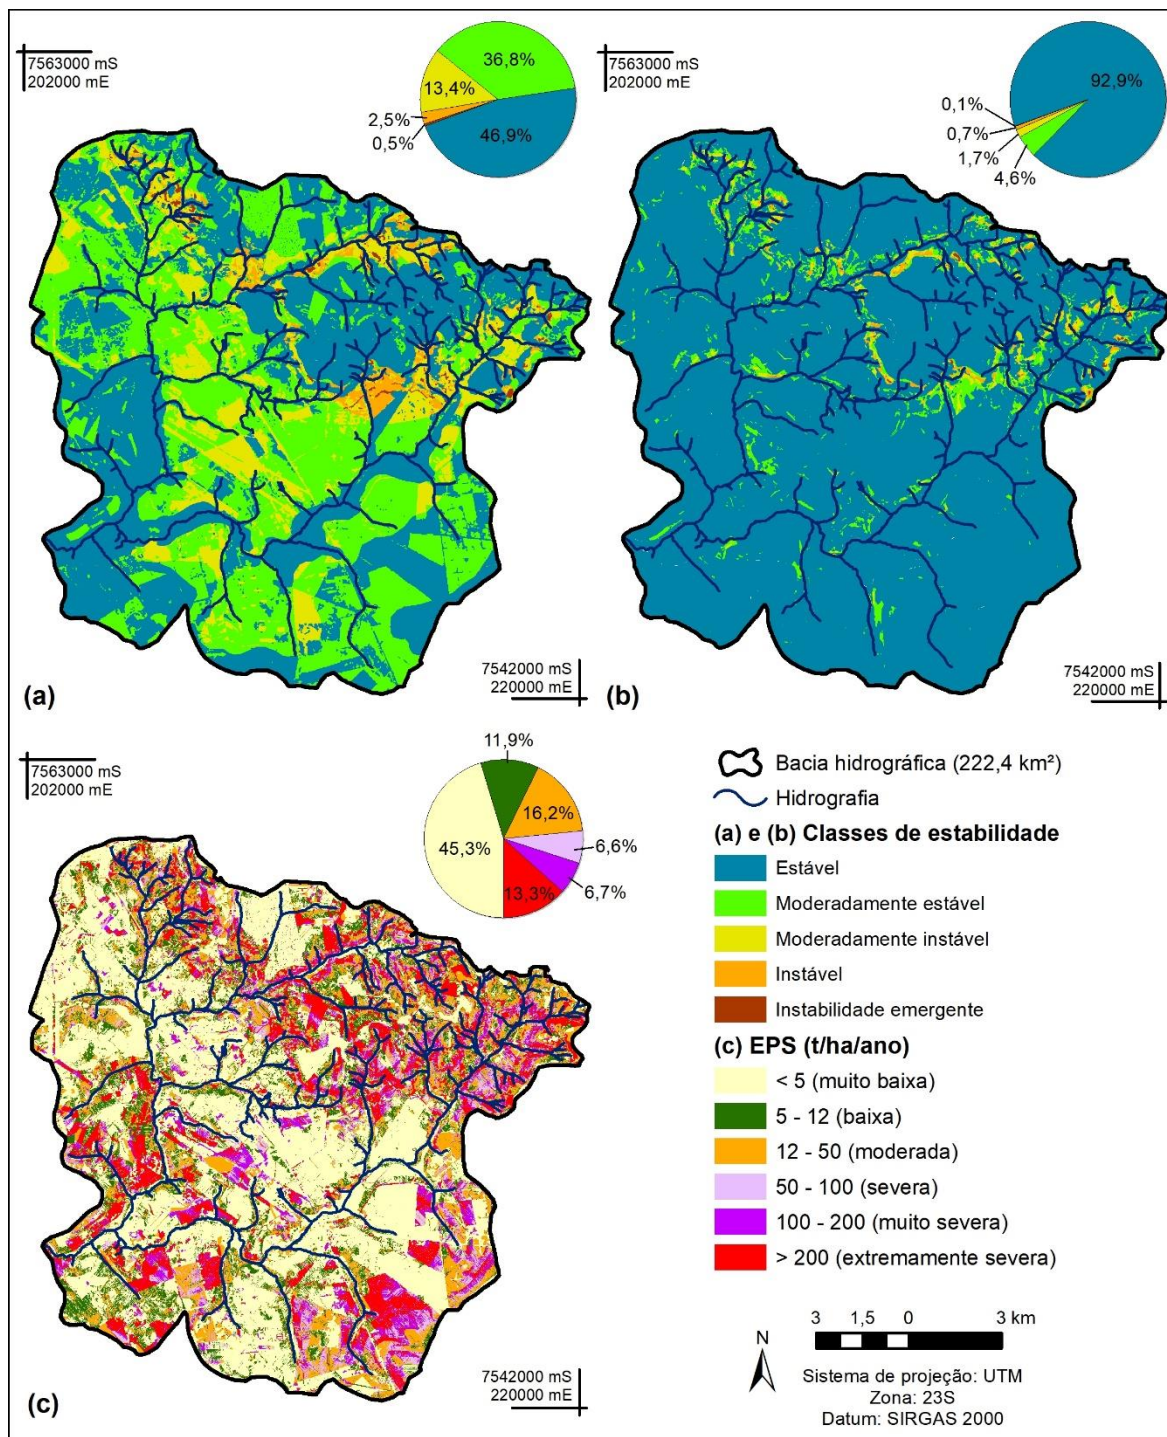 7563000 mS
202000 mE
36,8%
13,4%
2,5%
0,5%
46,9%
7542000 mS
220000 mE
(a)
7563000 mS
202000 mE
92,9%
0,1%
0,7%
1,7%
4,6%
7542000 mS
220000 mE
(b)
7563000 mS
202000 mE
11,9%
16,2%
45,3%
6,6%
6,7%
13,3%
7542000 mS
220000 mE
(c)
Bacia hidrográfica (222,4 km²)
Hidrografia
(a) e (b) Classes de estabilidade
Estável
Moderadamente estável
Moderadamente instável
Instável
Instabilidade emergente
(c) EPS (t/ha/ano)
< 5 (muito baixa)
5 - 12 (baixa)
12 - 50 (moderada)
50 - 100 (severa)
100 - 200 (muito severa)
> 200 (extremamente severa)
3 1,5 0 3 km
N
Sistema de projeção: UTM
Zona: 23S
Datum: SIRGAS 2000